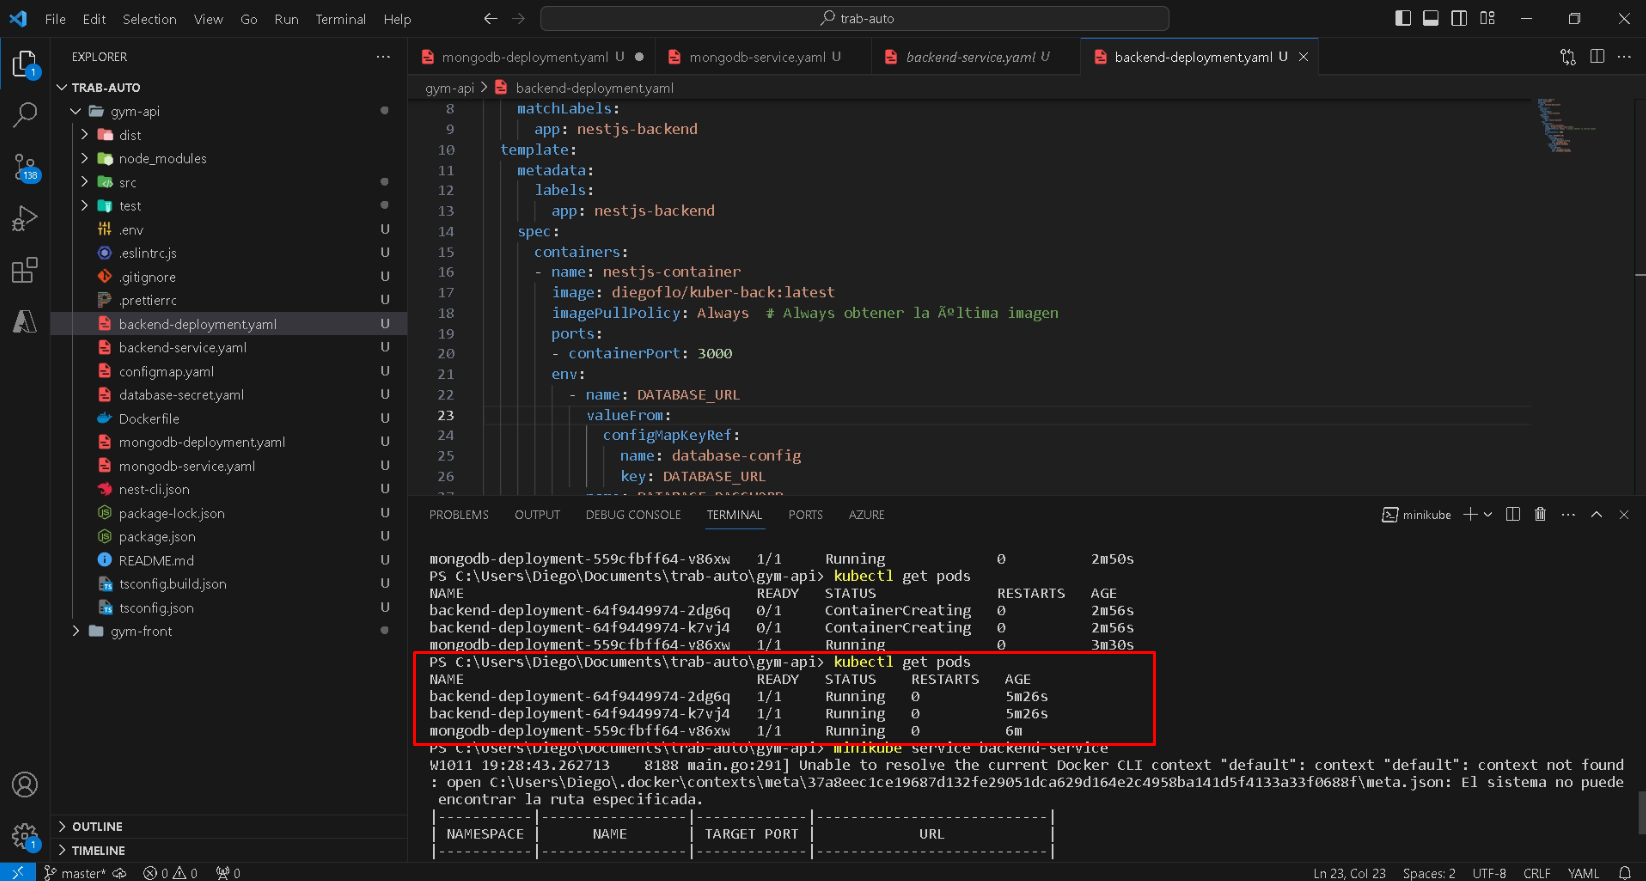 File Edit Selection View Go Run Terminal Help
trab-auto
EXPLORER
TRAB-AUTO
gym-api
dist
node_modules
src
test
.env U
.eslintrc.js U
.gitignore U
.prettierrc U
backend-deployment.yaml U
backend-service.yaml U
configmap.yaml U
database-secret.yaml U
Dockerfile U
mongodb-deployment.yaml U
mongodb-service.yaml U
nest-cli.json U
package-lock.json U
package.json U
README.md U
tsconfig.build.json U
tsconfig.json U
gym-front
OUTLINE
TIMELINE
1
138
1
mongodb-deployment.yaml U
mongodb-service.yaml U
backend-service.yaml U
backend-deployment.yaml U
gym-api > backend-deployment.yaml
8 matchLabels:
9 app: nestjs-backend
10 template:
11 metadata:
12 labels:
13 app: nestjs-backend
14 spec:
15 containers:
16 - name: nestjs-container
17 image: diegoflo/kuber-back:latest
18 imagePullPolicy: Always # Always obtener la Ãºltima imagen
19 ports:
20 - containerPort: 3000
21 env:
22 - name: DATABASE_URL
23 valueFrom:
24 configMapKeyRef:
25 name: database-config
26 key: DATABASE_URL
PROBLEMS OUTPUT DEBUG CONSOLE TERMINAL PORTS AZURE
minikube
mongodb-deployment-559cfbff64-v86xw 1/1 Running 0 2m50s
PS C:\Users\Diego\Documents\trab-auto\gym-api> kubectl get pods
NAME READY STATUS RESTARTS AGE
backend-deployment-64f9449974-2dg6q 0/1 ContainerCreating 0 2m56s
backend-deployment-64f9449974-k7vj4 0/1 ContainerCreating 0 2m56s
mongodb-deployment-559cfbff64-v86xw 1/1 Running 0 3m30s
PS C:\Users\Diego\Documents\trab-auto\gym-api> kubectl get pods
NAME READY STATUS RESTARTS AGE
backend-deployment-64f9449974-2dg6q 1/1 Running 0 5m26s
backend-deployment-64f9449974-k7vj4 1/1 Running 0 5m26s
mongodb-deployment-559cfbff64-v86xw 1/1 Running 0 6m
PS C:\Users\Diego\Documents\trab-auto\gym-api> minikube service backend-service
W1011 19:28:43.262713 8188 main.go:291] Unable to resolve the current Docker CLI context "default": context "default": context not found
: open C:\Users\Diego\.docker\contexts\meta\37a8eec1ce19687d132fe29051dca629d164e2c4958ba141d5f4133a33f0688f\meta.json: El sistema no puede
encontrar la ruta especificada.
|-----------|-----------------|-------------|---------------------------|
| NAMESPACE | NAME | TARGET PORT | URL |
|-----------|-----------------|-------------|---------------------------|
master* 0 0 0
Ln 23, Col 23 Spaces: 2 UTF-8 CRLF YAML